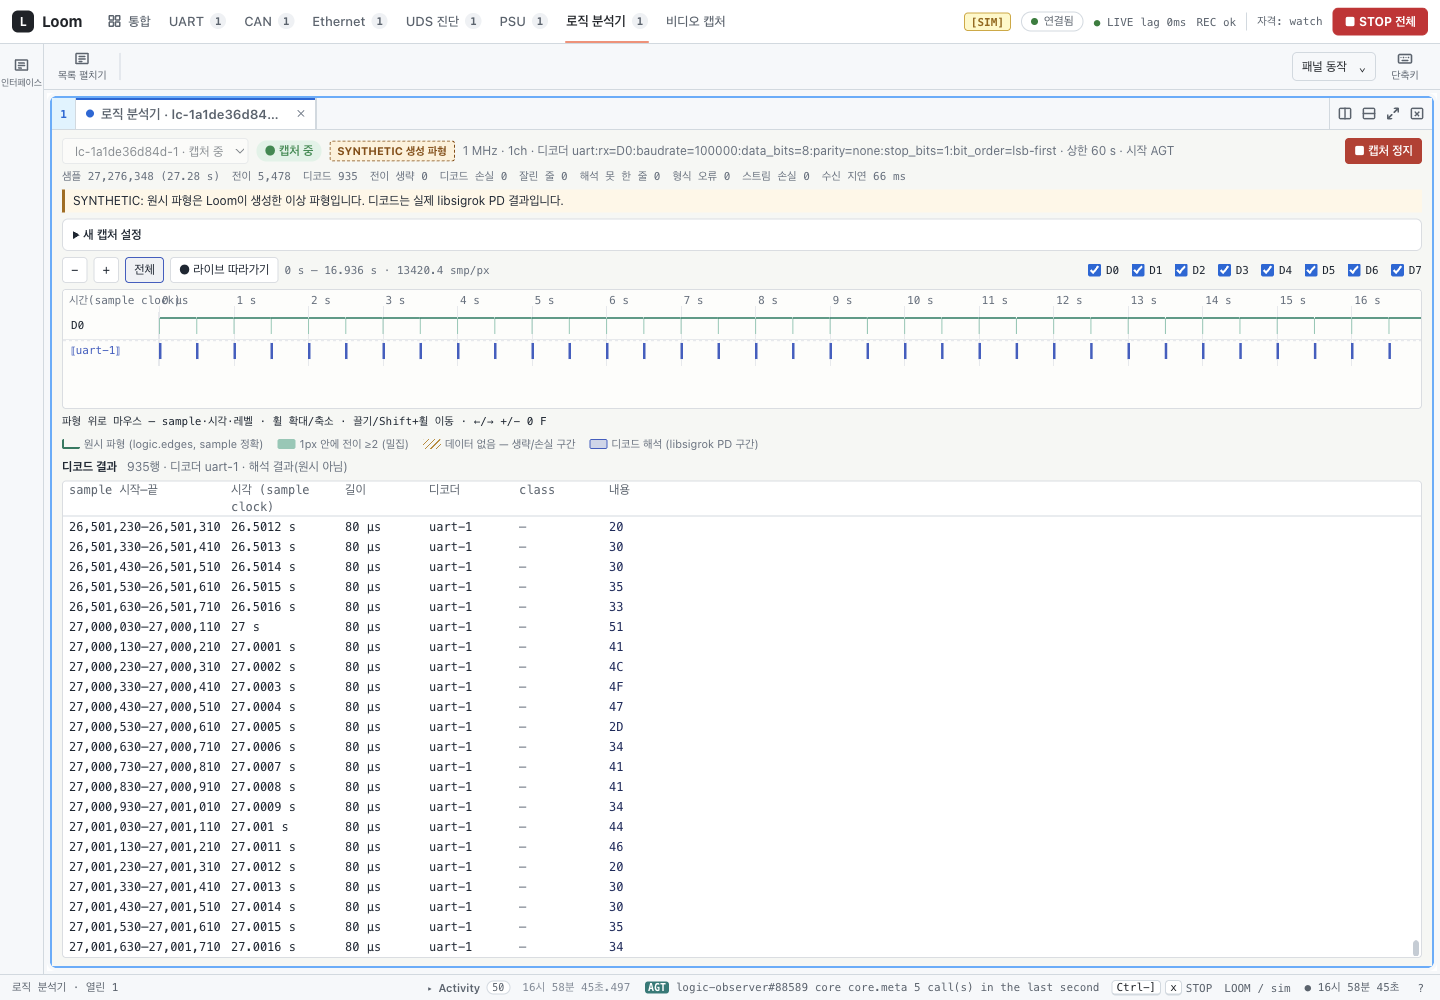 L Loom 통합 UART 1 CAN 1 Ethernet 1 UDS 진단 1 PSU 1 로직 분석기 1 비디오 캡처 [SIM] 연결됨 LIVE lag 0ms REC ok 자격: watch STOP 전체
인터페이스 목록 펼치기 패널 동작 단축키
1 로직 분석기 · lc-1a1de36d84... ×
lc-1a1de36d84d-1 · 캡처 중 캡처 중 SYNTHETIC 생성 파형 1 MHz · 1ch · 디코더 uart:rx=D0:baudrate=100000:data_bits=8:parity=none:stop_bits=1:bit_order=lsb-first · 상한 60 s · 시작 AGT 캡처 정지
샘플 27,276,348 (27.28 s) 전이 5,478 디코드 935 전이 생략 0 디코드 손실 0 잘린 줄 0 해석 못 한 줄 0 형식 오류 0 스트림 손실 0 수신 지연 66 ms
SYNTHETIC: 원시 파형은 Loom이 생성한 이상 파형입니다. 디코드는 실제 libsigrok PD 결과입니다.
▶ 새 캡처 설정
− + 전체 ● 라이브 따라가기 0 s — 16.936 s · 13420.4 smp/px D0 D1 D2 D3 D4 D5 D6 D7
시간(sample clock) 0 µs 1 s 2 s 3 s 4 s 5 s 6 s 7 s 8 s 9 s 10 s 11 s 12 s 13 s 14 s 15 s 16 s
D0
⟦uart-1⟧
파형 위로 마우스 — sample·시각·레벨 · 휠 확대/축소 · 끌기/Shift+휠 이동 · ←/→ +/− 0 F
원시 파형 (logic.edges, sample 정확) 1px 안에 전이 ≥2 (밀집) 데이터 없음 — 생략/손실 구간 디코드 해석 (libsigrok PD 구간)
디코드 결과 935행 · 디코더 uart-1 · 해석 결과(원시 아님)
sample 시작—끝 시각 (sample clock) 길이 디코더 class 내용
26,501,230—26,501,310 26.5012 s 80 µs uart-1 — 20
26,501,330—26,501,410 26.5013 s 80 µs uart-1 — 30
26,501,430—26,501,510 26.5014 s 80 µs uart-1 — 30
26,501,530—26,501,610 26.5015 s 80 µs uart-1 — 35
26,501,630—26,501,710 26.5016 s 80 µs uart-1 — 33
27,000,030—27,000,110 27 s 80 µs uart-1 — 51
27,000,130—27,000,210 27.0001 s 80 µs uart-1 — 41
27,000,230—27,000,310 27.0002 s 80 µs uart-1 — 4C
27,000,330—27,000,410 27.0003 s 80 µs uart-1 — 4F
27,000,430—27,000,510 27.0004 s 80 µs uart-1 — 47
27,000,530—27,000,610 27.0005 s 80 µs uart-1 — 2D
27,000,630—27,000,710 27.0006 s 80 µs uart-1 — 34
27,000,730—27,000,810 27.0007 s 80 µs uart-1 — 41
27,000,830—27,000,910 27.0008 s 80 µs uart-1 — 41
27,000,930—27,001,010 27.0009 s 80 µs uart-1 — 34
27,001,030—27,001,110 27.001 s 80 µs uart-1 — 44
27,001,130—27,001,210 27.0011 s 80 µs uart-1 — 46
27,001,230—27,001,310 27.0012 s 80 µs uart-1 — 20
27,001,330—27,001,410 27.0013 s 80 µs uart-1 — 30
27,001,430—27,001,510 27.0014 s 80 µs uart-1 — 30
27,001,530—27,001,610 27.0015 s 80 µs uart-1 — 35
27,001,630—27,001,710 27.0016 s 80 µs uart-1 — 34
로직 분석기 · 열린 1 ▸ Activity 50 16시 58분 45초.497 AGT logic-observer#88589 core core.meta 5 call(s) in the last second Ctrl-] x STOP LOOM / sim ● 16시 58분 45초 ?